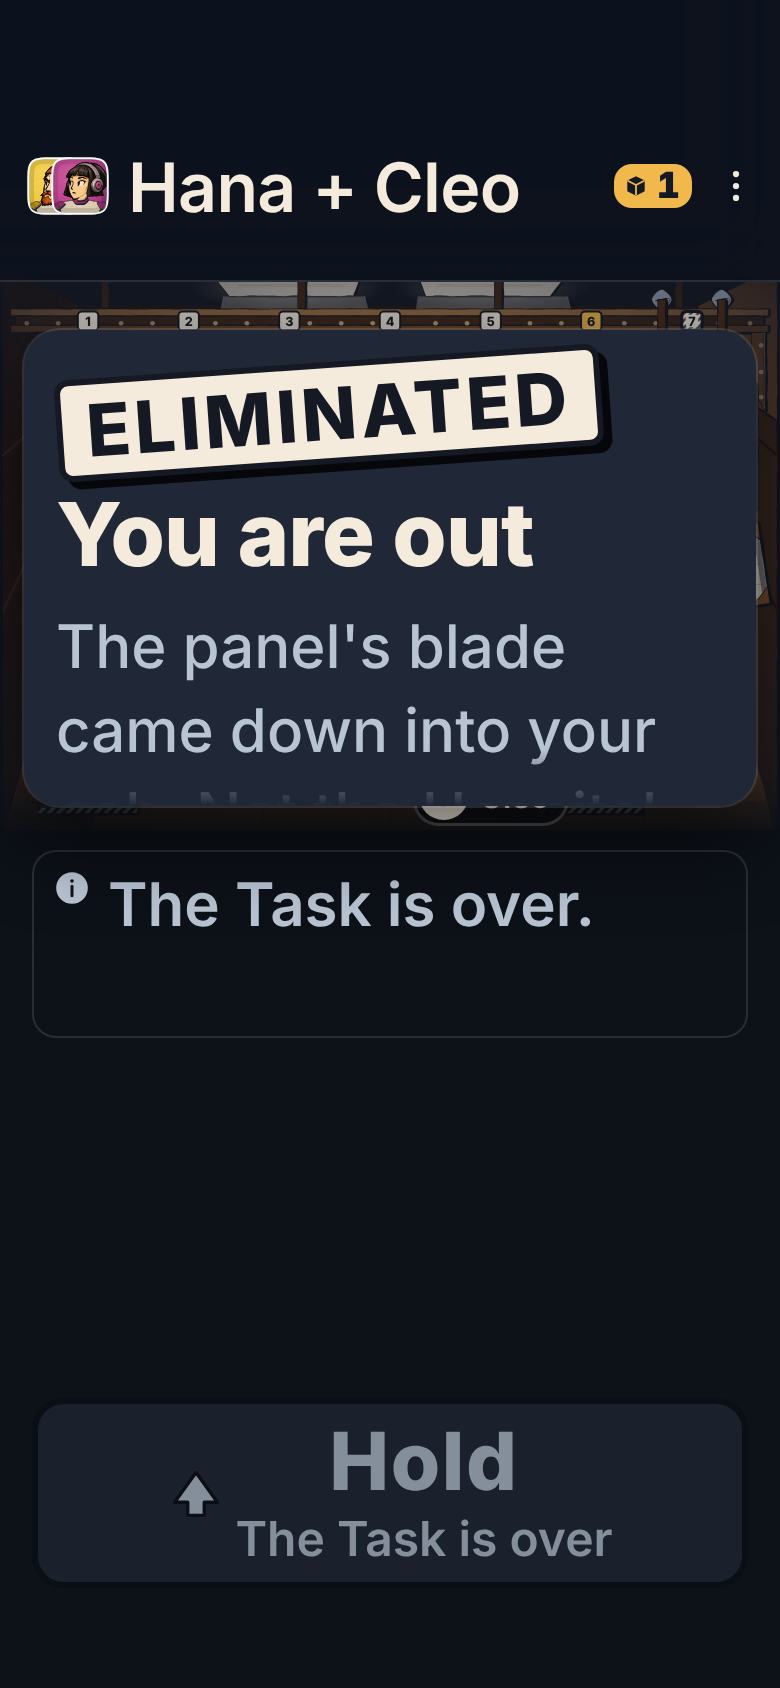 Hana + Cleo
1
1 2 3 4 5 6 7
ELIMINATED
You are out
The panel's blade
came down into your
The Task is over.
Hold
The Task is over